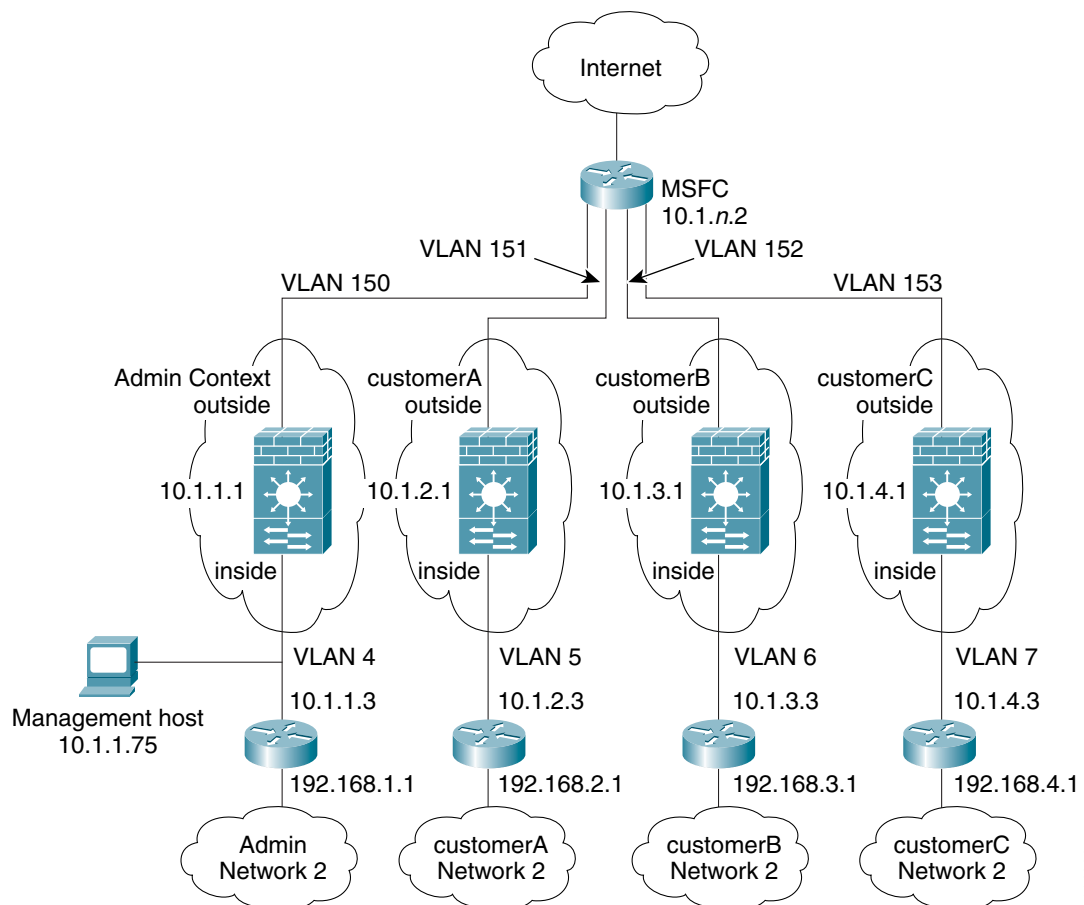 Internet
MSFC
10.1.n.2
VLAN 151
VLAN 152
VLAN 150
VLAN 153
Admin Context
outside
customerA
outside
customerB
outside
customerC
outside
10.1.1.1
10.1.2.1
10.1.3.1
10.1.4.1
inside
inside
inside
inside
VLAN 4
VLAN 5
VLAN 6
VLAN 7
Management host
10.1.1.75
10.1.1.3
10.1.2.3
10.1.3.3
10.1.4.3
192.168.1.1
192.168.2.1
192.168.3.1
192.168.4.1
Admin
Network 2
customerA
Network 2
customerB
Network 2
customerC
Network 2